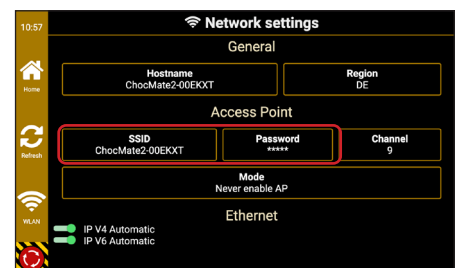 10:57
Network settings
General
Home
Hostname
ChocMate2-00EKXT
Region
DE
Access Point
Refresh
SSID
ChocMate2-00EKXT
Password
*****
Channel
9
Mode
Never enable AP
WLAN
Ethernet
IP V4 Automatic
IP V6 Automatic